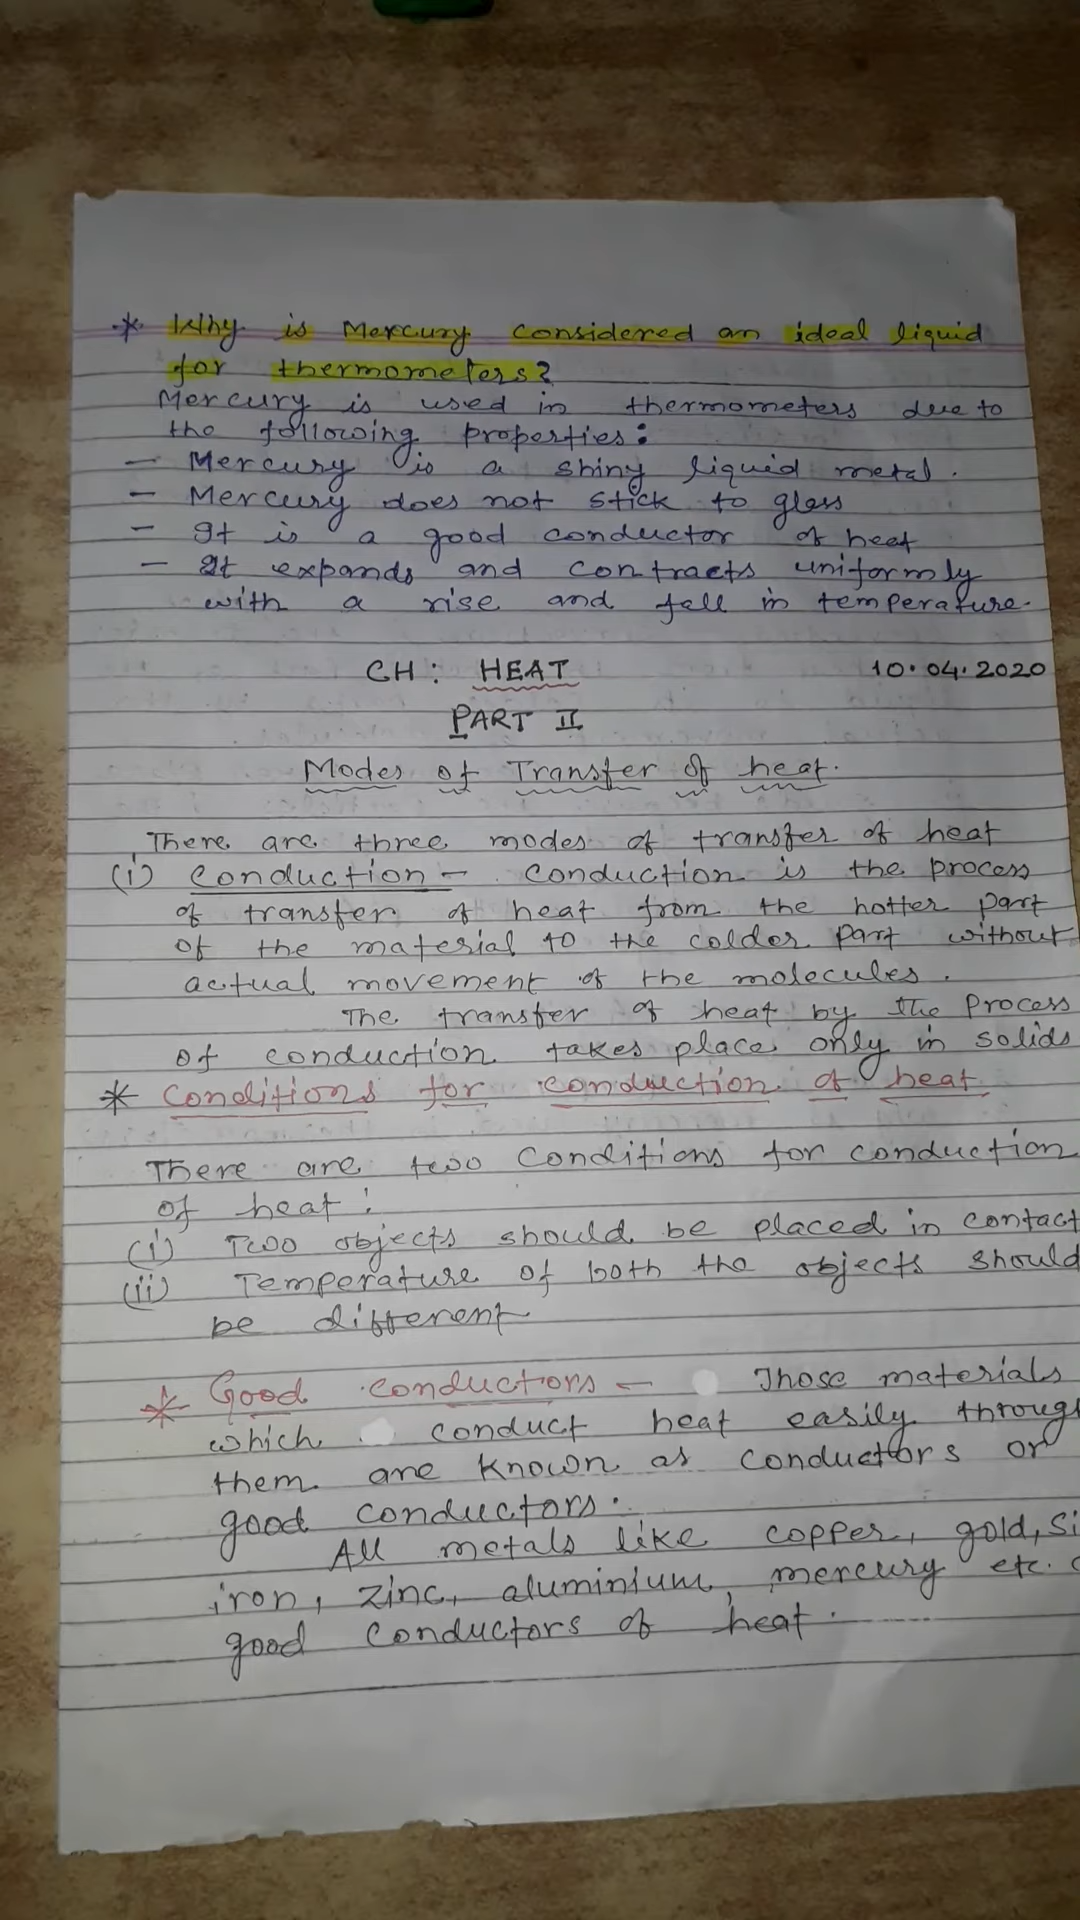 * Why is Mercury considered an ideal liquid
for thermometers?
Mercury is used in thermometers due to
the following properties:
- Mercury is a shiny liquid metal.
- Mercury does not stick to glass
- It is a good conductor of heat
- It expands and contracts uniformly
with a rise and fall in temperature.
CH: HEAT 10.04.2020
PART II
Modes of Transfer of heat.
There are three modes of transfer of heat
(i) Conduction - Conduction is the process
of transfer of heat from the hotter part
of the material to the colder part without
actual movement of the molecules.
The transfer of heat by the process
of conduction takes place only in solids
* Conditions for conduction of heat
There are two conditions for conduction
of heat:
(i) Two objects should be placed in contact
(ii) Temperature of both the objects should
be different
* Good conductors - Those materials
which conduct heat easily throug
them are known as conductors or
good conductors.
All metals like copper, gold, Si
iron, zinc, aluminium, mercury etc.
good conductors of heat.